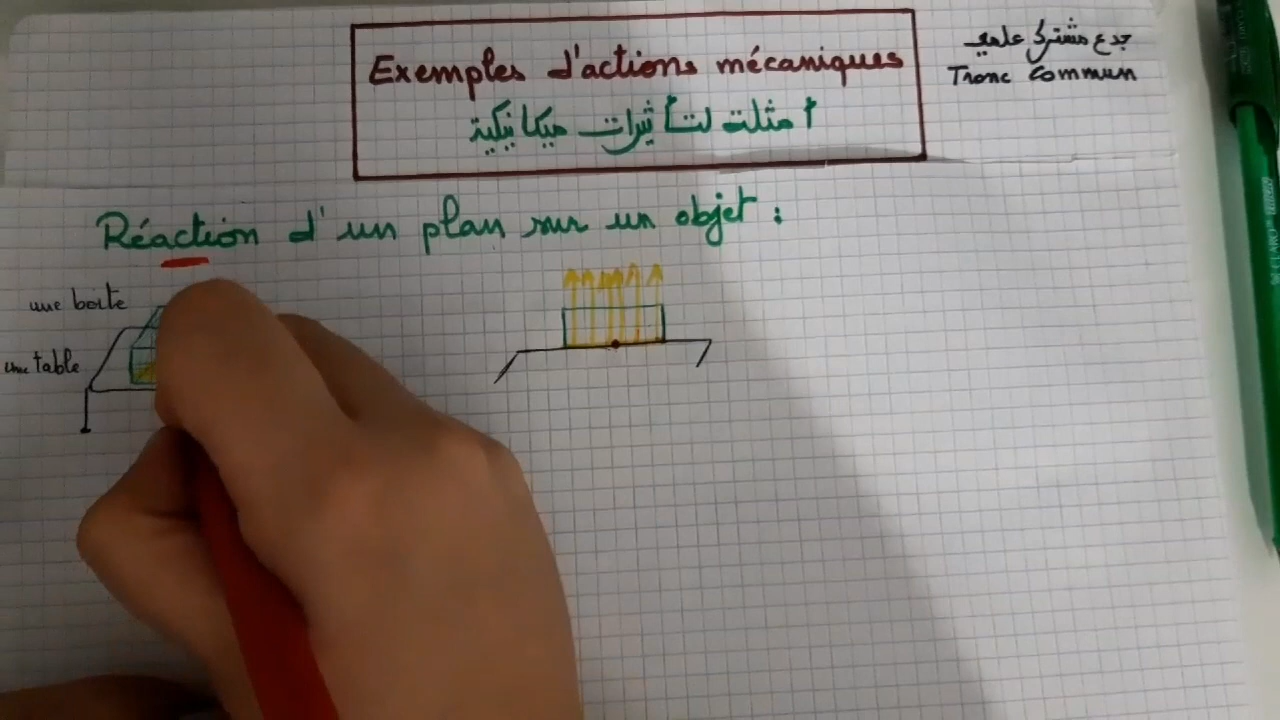 Exemples d'actions mécaniques
أمثلة لتأثيرات ميكانيكية
جدع مشترك علمي
Tronc Commun
Réaction d'un plan sur un objet :
une boite
une table